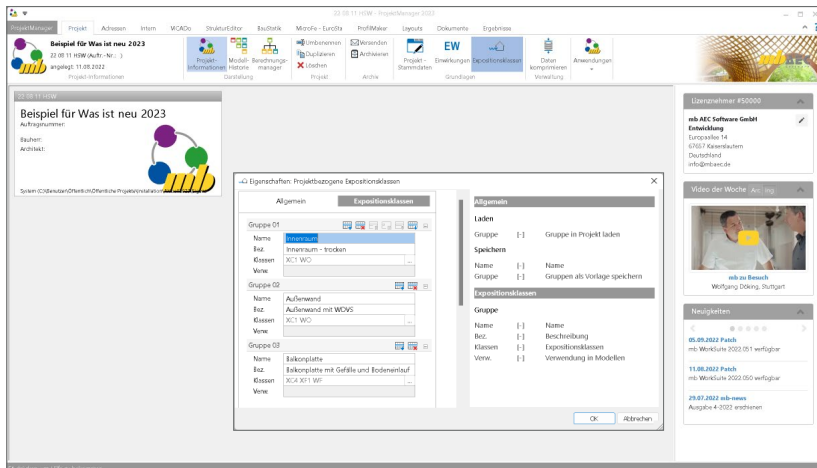 22 08 11 HSW - ProjektManager 2023
ProjektManager Projekt Adressen Intern ViCADo StrukturEditor BauStatik MicroFe - EuroSta ProfilMaker Layouts Dokumente Ergebnisse
Beispiel für Was ist neu 2023
22 08 11 HSW (Auftr.-Nr.: )
angelegt: 11.08.2022
Projekt-Informationen
Projekt-Informationen
Modell-Historie
Berechnungs-manager
Darstellung
Umbenennen
Duplizieren
Löschen
Projekt
Versenden
Archivieren
Archiv
Projekt-Stammdaten
EW
Einwirkungen
Expositionsklassen
Grundlagen
Daten komprimieren
Verwaltung
Anwendungen
mb AEC
22 08 11 HSW
Beispiel für Was ist neu 2023
Auftragsnummer:
Bauherr:
Architekt:
mb
Eigenschaften: Projektbezogene Expositionsklassen
Allgemein Expositionsklassen
Gruppe 01
Name Innenraum
Bez. Innenraum - trocken
Klassen XC1 WO ...
Verw.
Gruppe 02
Name Außenwand
Bez. Außenwand mit WDVS
Klassen XC1 WO ...
Verw.
Gruppe 03
Name Balkonplatte
Bez. Balkonplatte mit Gefälle und Bodeneinlauf
Klassen XC4 XF1 WF ...
Verw.
Allgemein
Laden
Gruppe [-] Gruppe in Projekt laden
Speichern
Name [-] Name
Gruppe [-] Gruppen als Vorlage speichern
Expositionsklassen
Gruppe
Name [-] Name
Bez. [-] Beschreibung
Klassen [-] Expositionsklassen
Verw. [-] Verwendung in Modellen
OK Abbrechen
Lizenznehmer #50000
mb AEC Software GmbH
Entwicklung
Europaallee 14
67657 Kaiserslautern
Deutschland
info@mbaec.de
Video der Woche Arc Ing
mb zu Besuch
Wolfgang Döking, Stuttgart
Neuigkeiten
05.09.2022 Patch
mb WorkSuite 2022.051 verfügbar
11.08.2022 Patch
mb WorkSuite 2022.050 verfügbar
29.07.2022 mb-news
Ausgabe 4-2022 erschienen